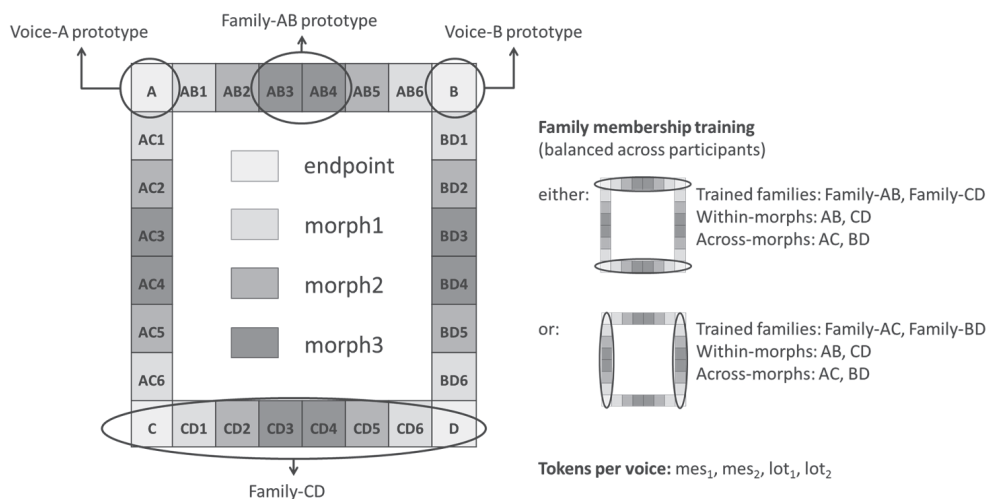 Family-AB prototype
Voice-A prototype
Voice-B prototype
A AB1 AB2 AB3 AB4 AB5 AB6 B
AC1 BD1
AC2 BD2
AC3 BD3
AC4 BD4
AC5 BD5
AC6 BD6
C CD1 CD2 CD3 CD4 CD5 CD6 D
endpoint
morph1
morph2
morph3
Family-CD
Family membership training
(balanced across participants)
either:
Trained families: Family-AB, Family-CD
Within-morphs: AB, CD
Across-morphs: AC, BD
or:
Trained families: Family-AC, Family-BD
Within-morphs: AB, CD
Across-morphs: AC, BD
Tokens per voice: mes₁, mes₂, lot₁, lot₂